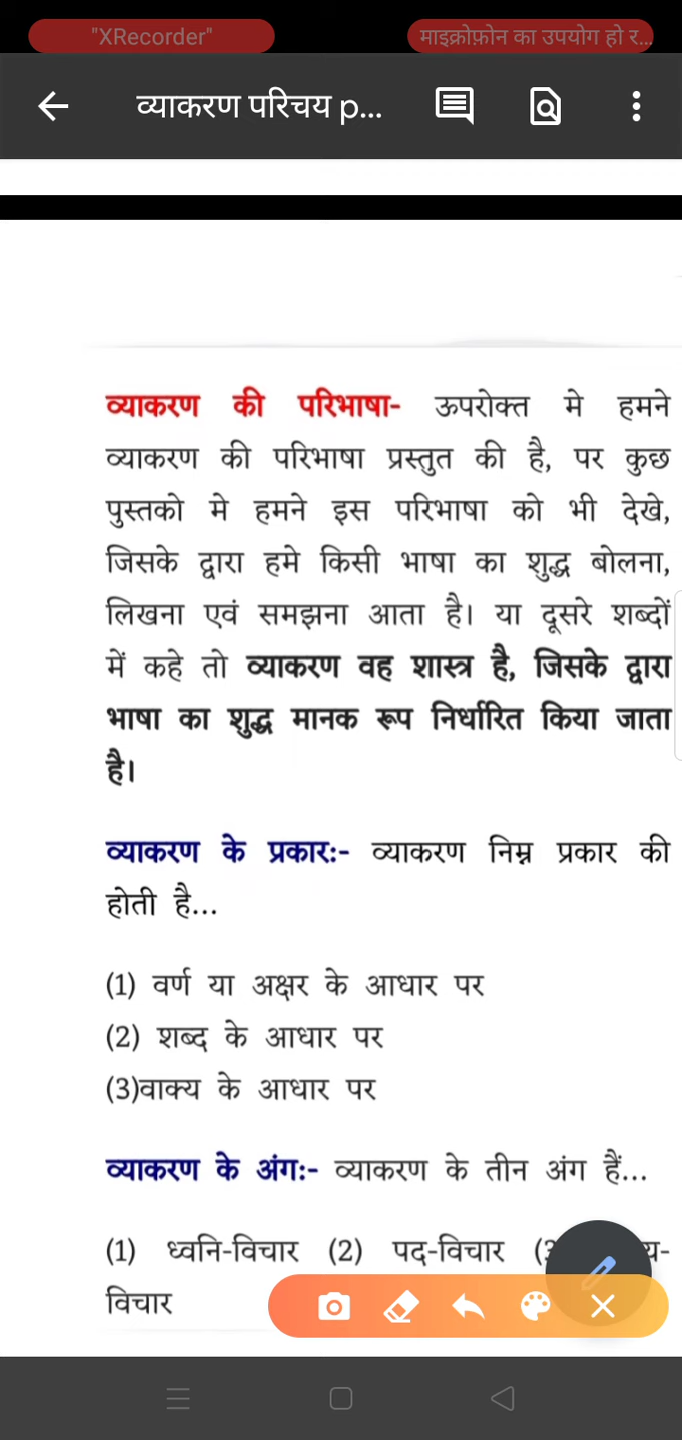 "XRecorder"
माइक्रोफ़ोन का उपयोग हो र...
व्याकरण परिचय p...
व्याकरण की परिभाषा- ऊपरोक्त मे हमने
व्याकरण की परिभाषा प्रस्तुत की है, पर कुछ
पुस्तको मे हमने इस परिभाषा को भी देखे,
जिसके द्वारा हमे किसी भाषा का शुद्ध बोलना,
लिखना एवं समझना आता है। या दूसरे शब्दों
में कहे तो व्याकरण वह शास्त्र है, जिसके द्वारा
भाषा का शुद्ध मानक रूप निर्धारित किया जाता
है।
व्याकरण के प्रकारः- व्याकरण निम्न प्रकार की
होती है...
(1) वर्ण या अक्षर के आधार पर
(2) शब्द के आधार पर
(3)वाक्य के आधार पर
व्याकरण के अंगः- व्याकरण के तीन अंग हैं...
(1) ध्वनि-विचार (2) पद-विचार
विचार